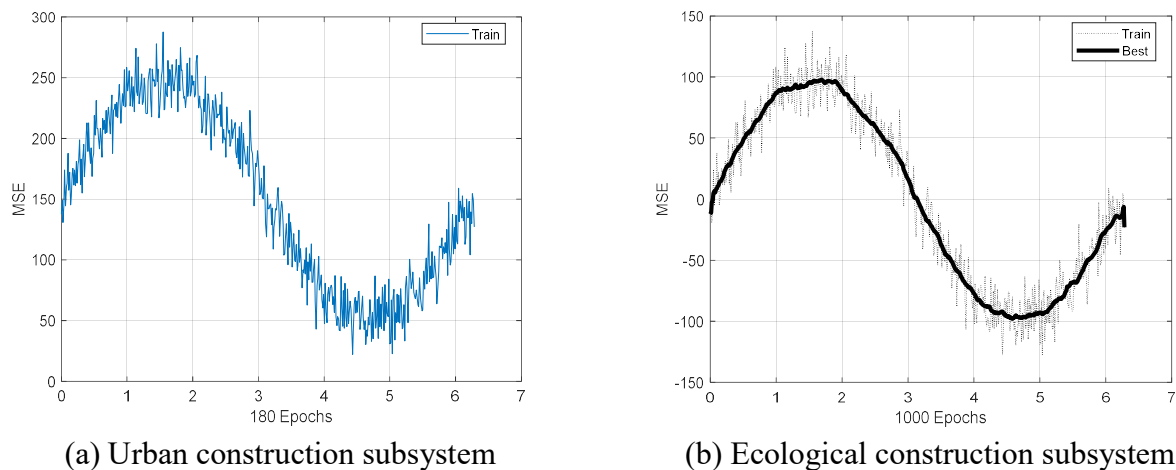 300
250
200
150
100
50
0
MSE
Train
0 1 2 3 4 5 6 7
180 Epochs
(a) Urban construction subsystem
150
100
50
0
-50
-100
-150
MSE
Train
Best
0 1 2 3 4 5 6 7
1000 Epochs
(b) Ecological construction subsystem